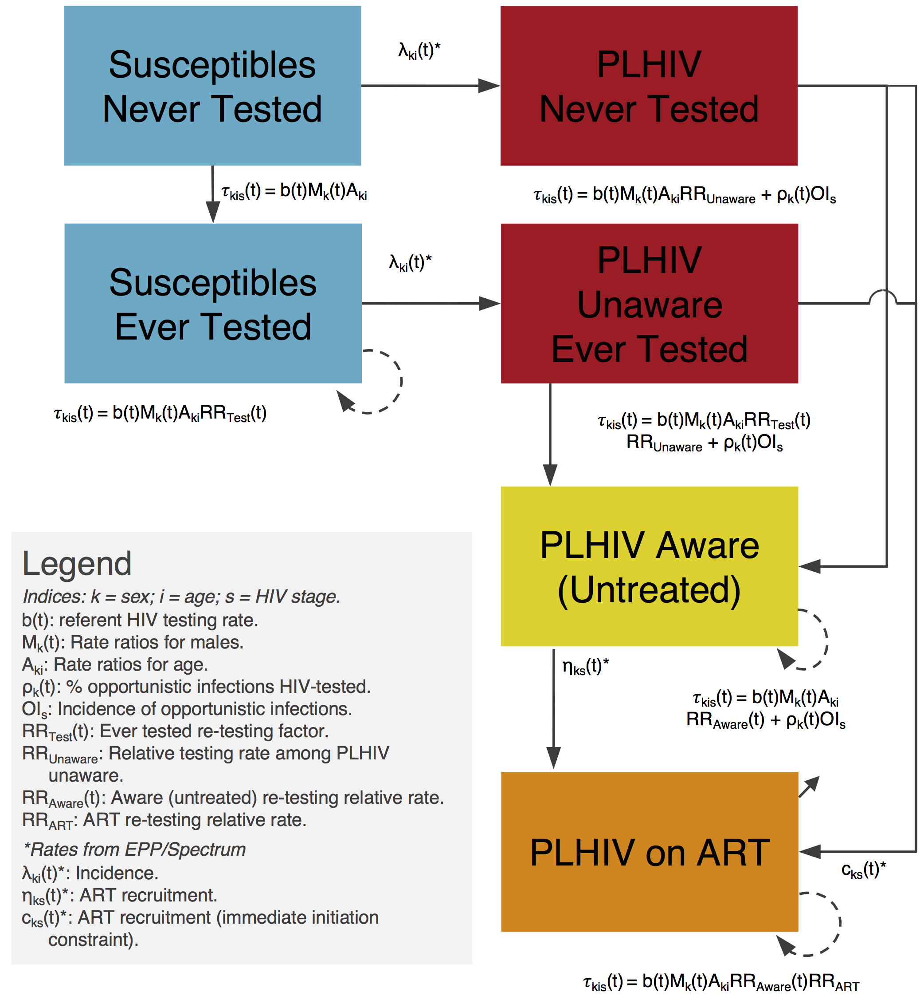 Susceptibles
Never Tested
λki(t)*
PLHIV
Never Tested
τkis(t) = b(t)Mk(t)Aki
τkis(t) = b(t)Mk(t)AkiRRUnaware + ρk(t)OIs
Susceptibles
Ever Tested
λki(t)*
PLHIV
Unaware
Ever Tested
τkis(t) = b(t)Mk(t)AkiRRTest(t)
τkis(t) = b(t)Mk(t)AkiRRTest(t)
RRUnaware + ρk(t)OIs
PLHIV Aware
(Untreated)
ηks(t)*
τkis(t) = b(t)Mk(t)Aki
RRAware(t) + ρk(t)OIs
PLHIV on ART
cks(t)*
τkis(t) = b(t)Mk(t)AkiRRAware(t)RRART
Legend
Indices: k = sex; i = age; s = HIV stage.
b(t): referent HIV testing rate.
Mk(t): Rate ratios for males.
Aki: Rate ratios for age.
ρk(t): % opportunistic infections HIV-tested.
OIs: Incidence of opportunistic infections.
RRTest(t): Ever tested re-testing factor.
RRUnaware: Relative testing rate among PLHIV
unaware.
RRAware(t): Aware (untreated) re-testing relative rate.
RRART: ART re-testing relative rate.
*Rates from EPP/Spectrum
λki(t)*: Incidence.
ηks(t)*: ART recruitment.
cks(t)*: ART recruitment (immediate initiation
constraint).